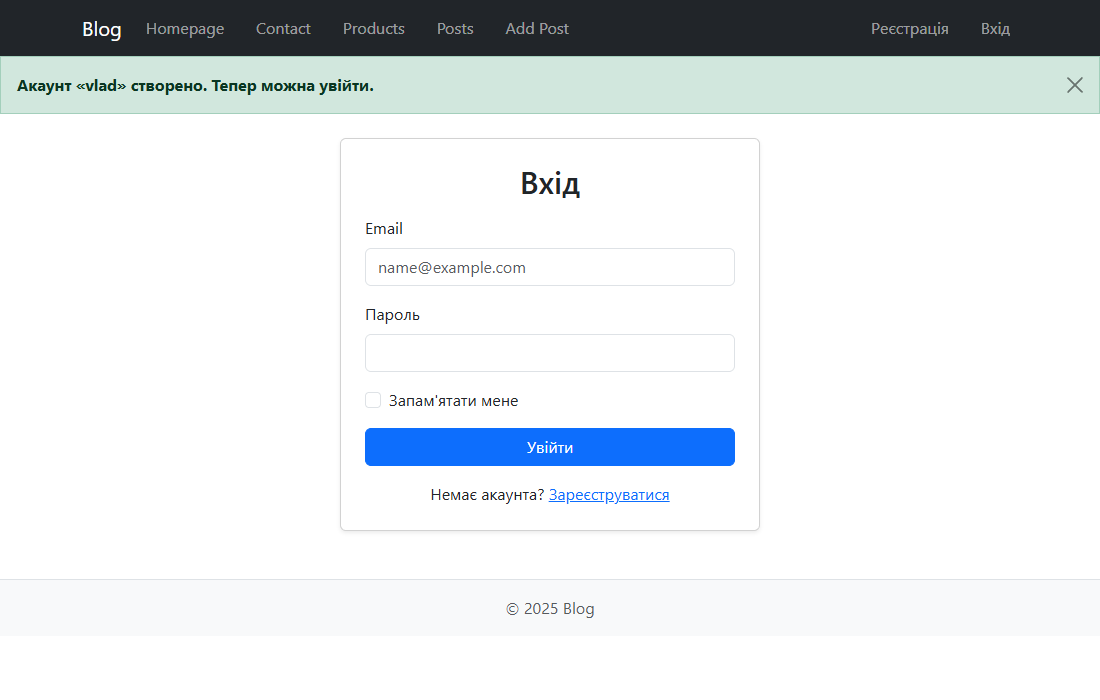 Blog Homepage Contact Products Posts Add Post Реєстрація Вхід
Акаунт «vlad» створено. Тепер можна увійти.
Вхід
Email
name@example.com
Пароль
Запам'ятати мене
Увійти
Немає акаунта? Зареєструватися
© 2025 Blog